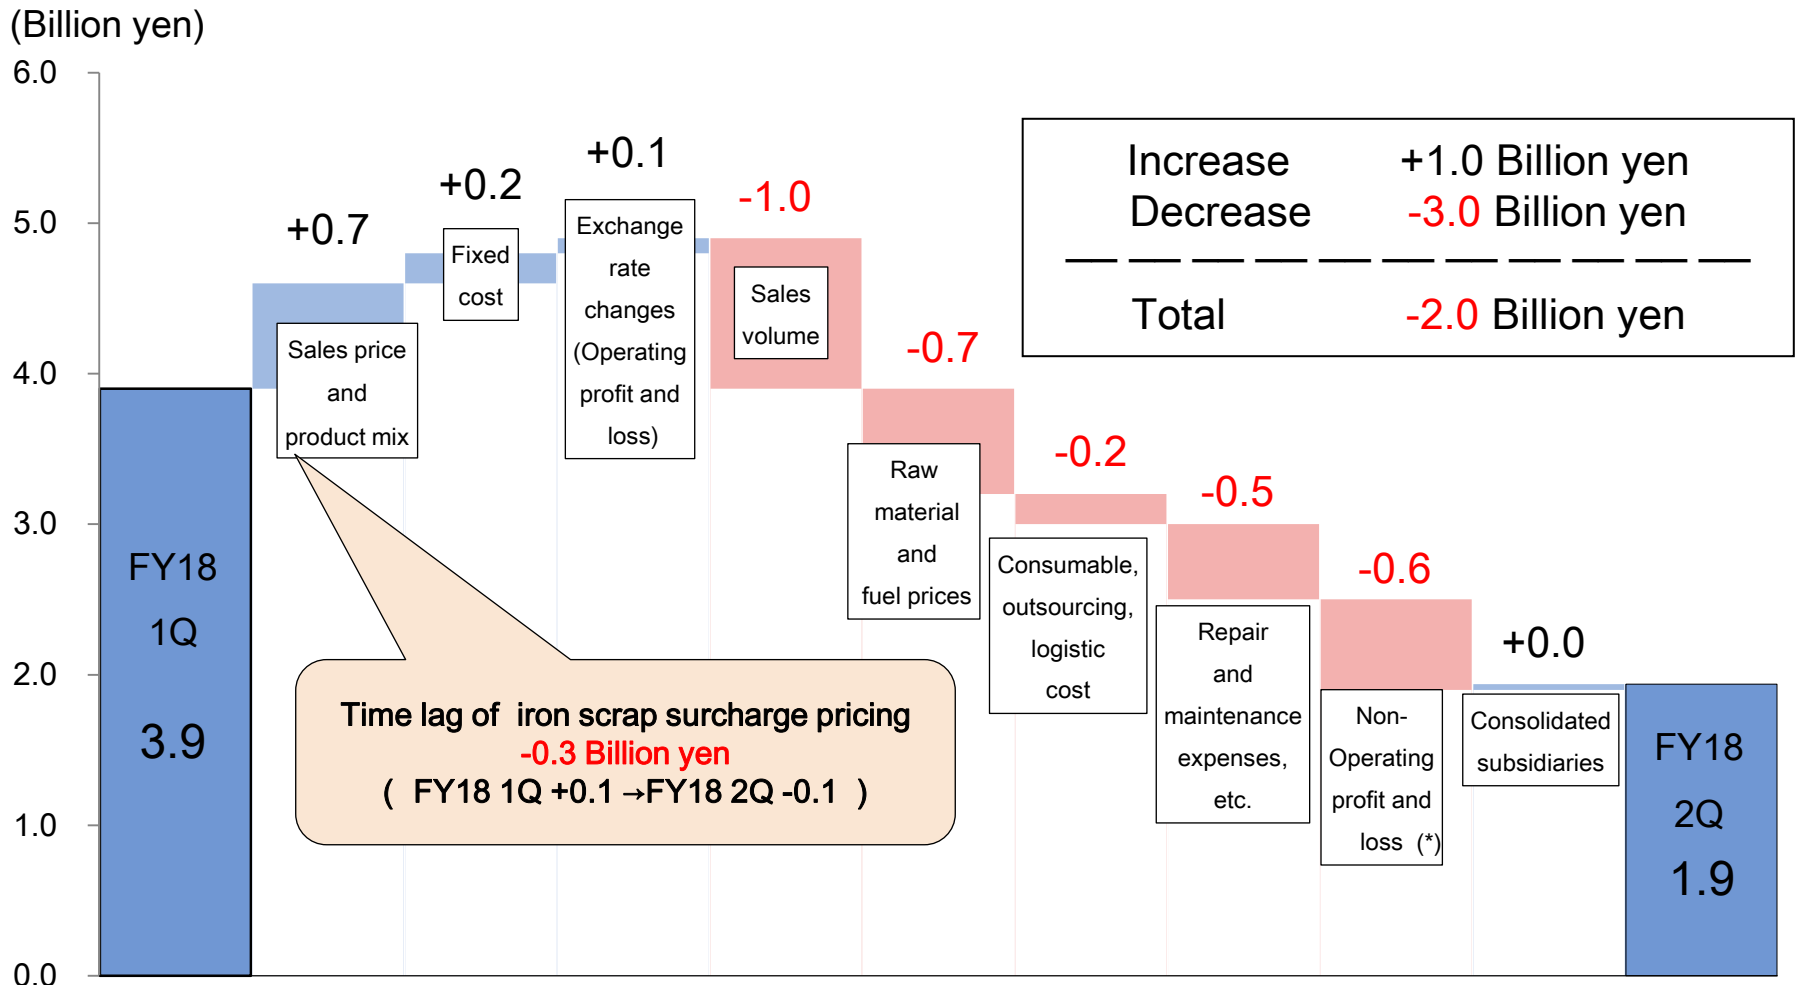 (Billion yen)
6.0
5.0
4.0
3.0
2.0
1.0
0.0
FY18
1Q
3.9
+0.7
Sales price
and
product mix
+0.2
Fixed
cost
+0.1
Exchange
rate
changes
(Operating
profit and
loss)
-1.0
Sales
volume
-0.7
Raw
material
and
fuel prices
-0.2
Consumable,
outsourcing,
logistic
cost
-0.5
Repair
and
maintenance
expenses,
etc.
-0.6
Non-
Operating
profit and
loss (*)
+0.0
Consolidated
subsidiaries
FY18
2Q
1.9
Increase +1.0 Billion yen
Decrease -3.0 Billion yen
Total -2.0 Billion yen
Time lag of iron scrap surcharge pricing
-0.3 Billion yen
( FY18 1Q +0.1 →FY18 2Q -0.1 )